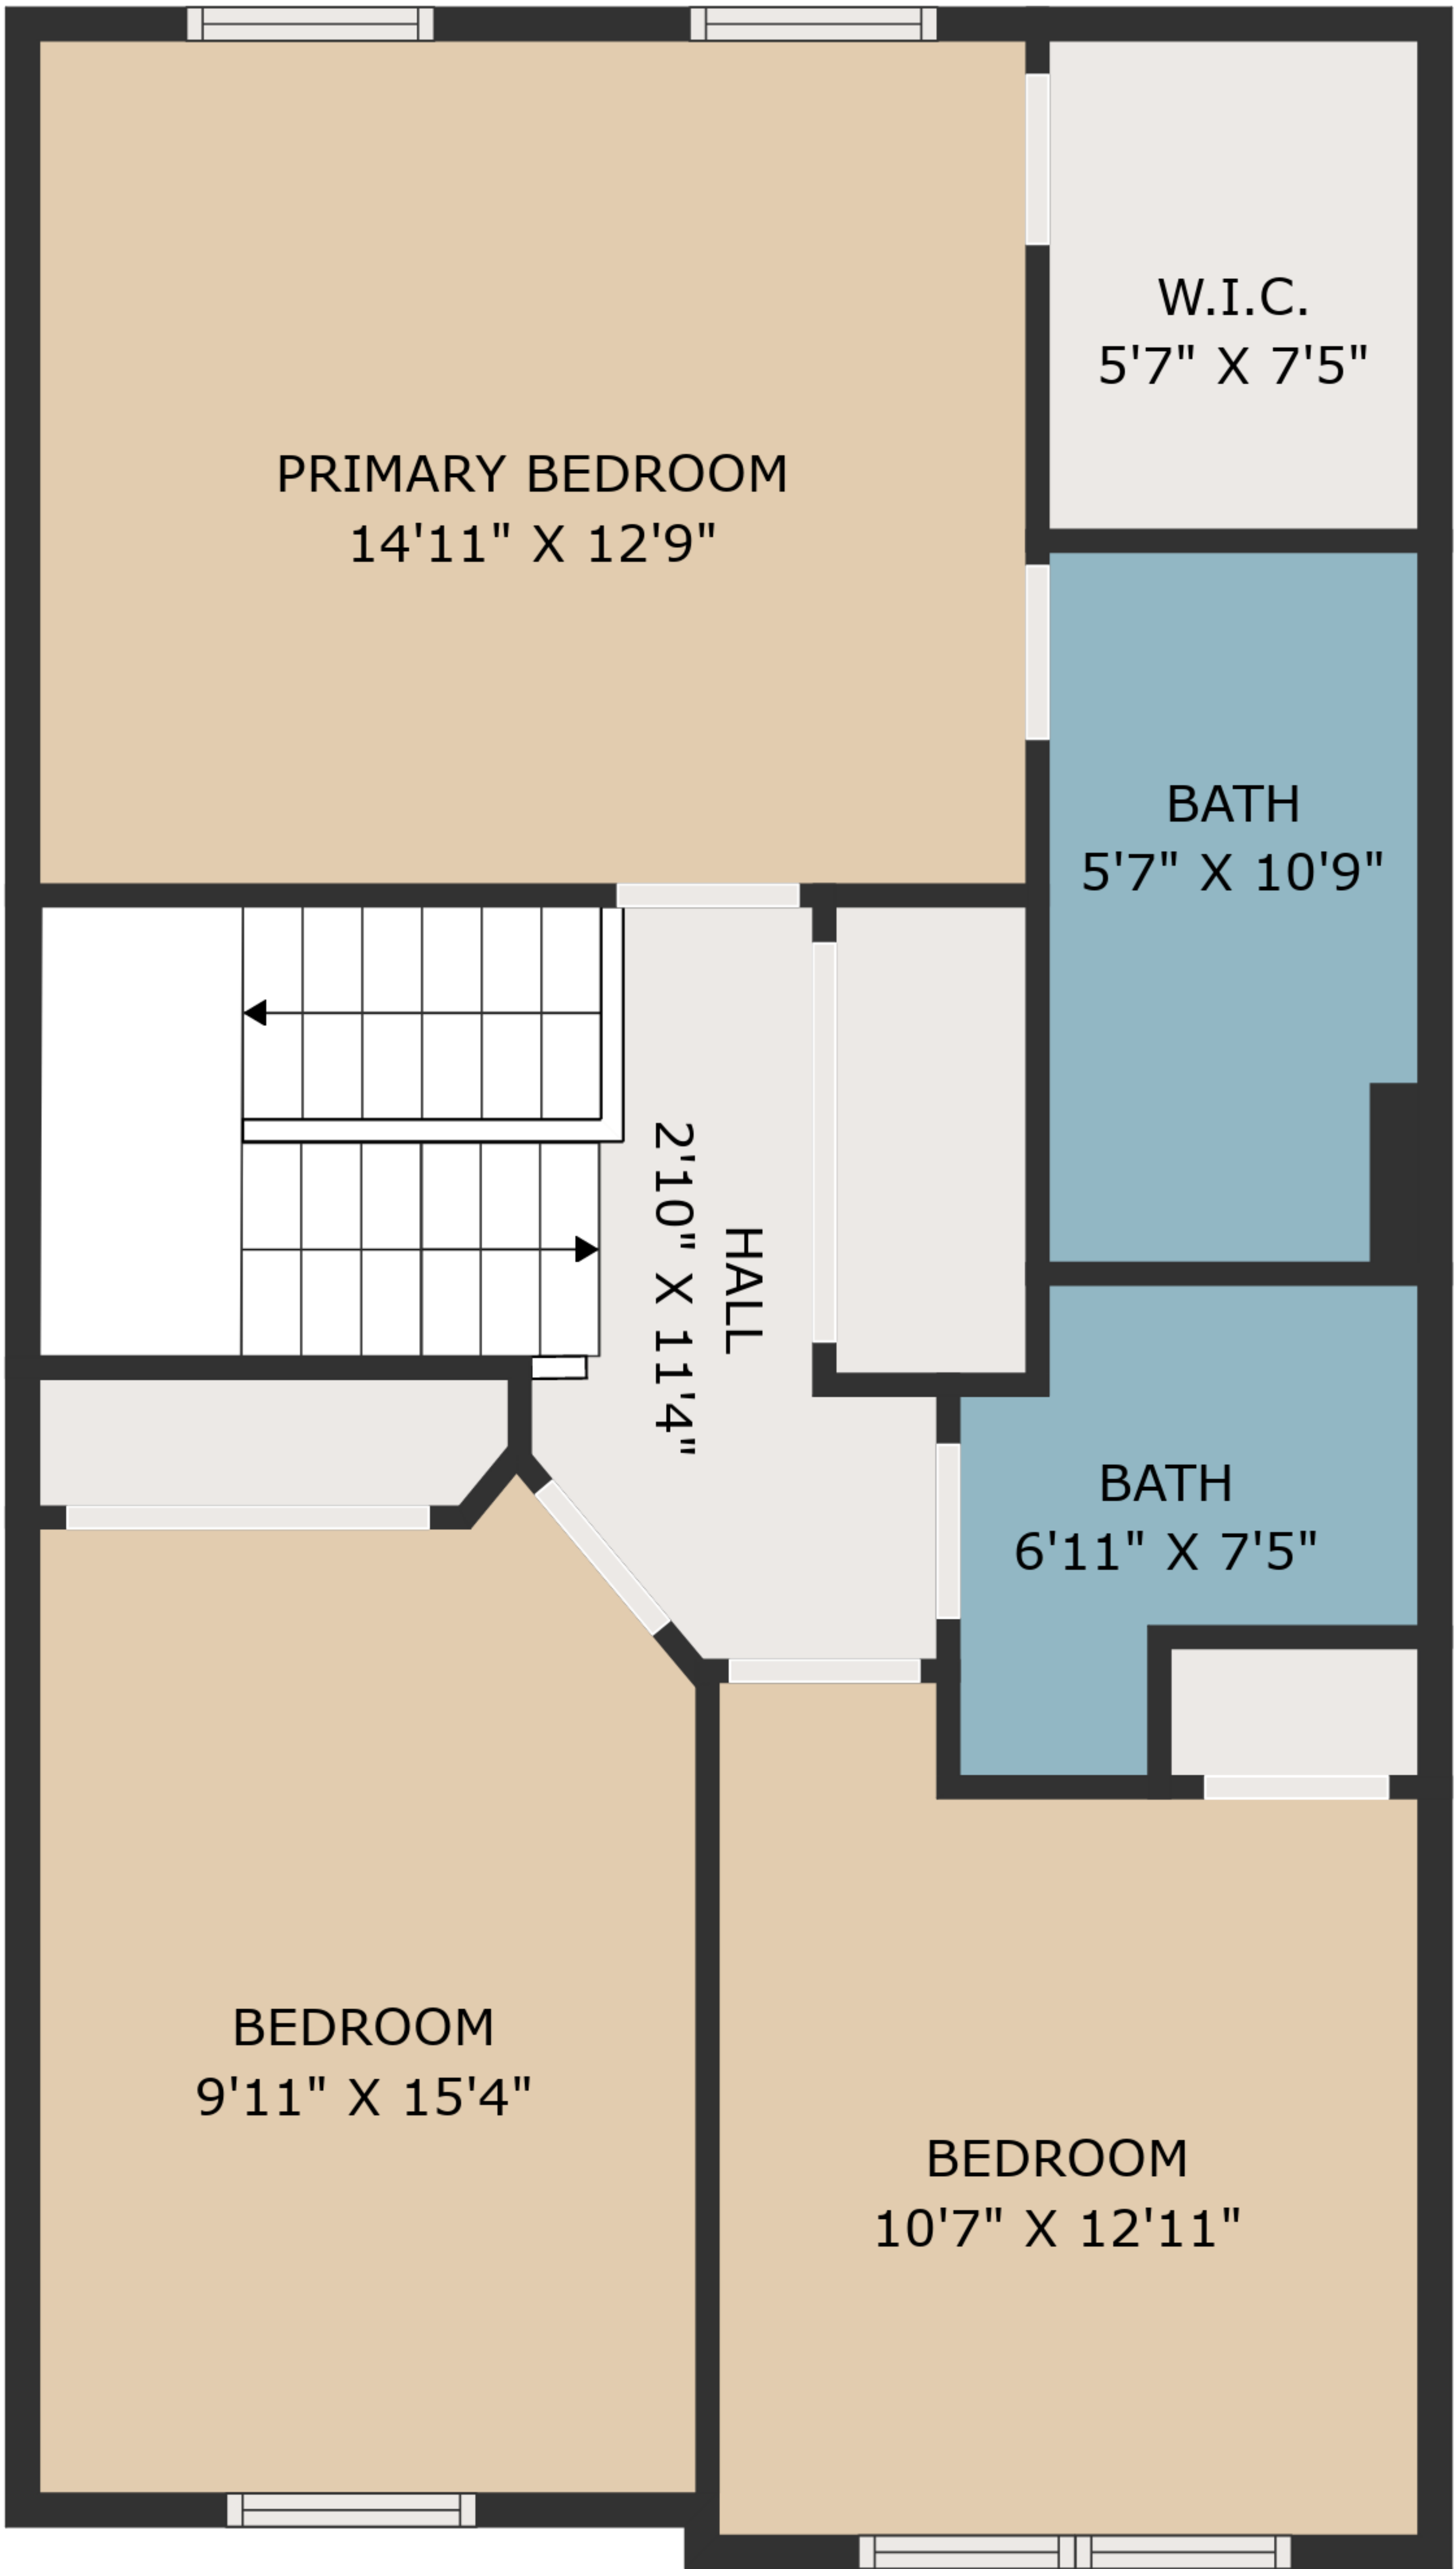 W.I.C.
5'7" X 7'5"
PRIMARY BEDROOM
14'11" X 12'9"
BATH
5'7" X 10'9"
HALL
2'10" X 11'4"
BATH
6'11" X 7'5"
BEDROOM
9'11" X 15'4"
BEDROOM
10'7" X 12'11"